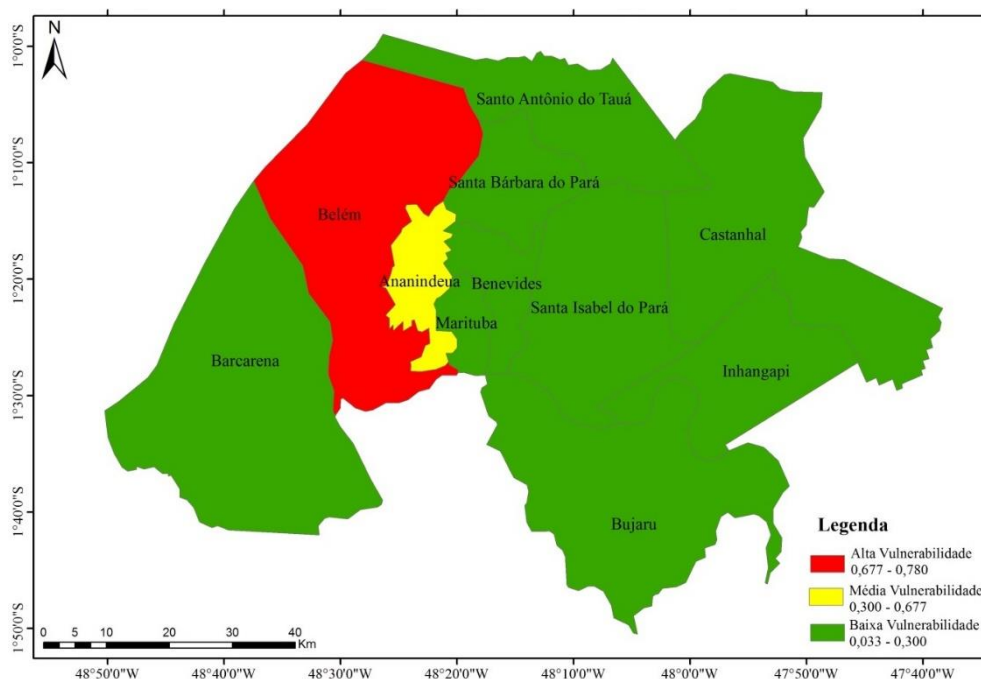 N
1°0'0"S
1°10'0"S
1°20'0"S
1°30'0"S
1°40'0"S
1°50'0"S
Santo Antônio do Tauá
Santa Bárbara do Pará
Belém
Castanhal
Ananindeua
Benevides
Santa Isabel do Pará
Marituba
Barcarena
Inhangapi
Bujaru
Legenda
Alta Vulnerabilidade
0,677 - 0,780
Média Vulnerabilidade
0,300 - 0,677
Baixa Vulnerabilidade
0,033 - 0,300
0 5 10 20 30 40
Km
48°50'0"W 48°40'0"W 48°30'0"W 48°20'0"W 48°10'0"W 48°0'0"W 47°50'0"W 47°40'0"W